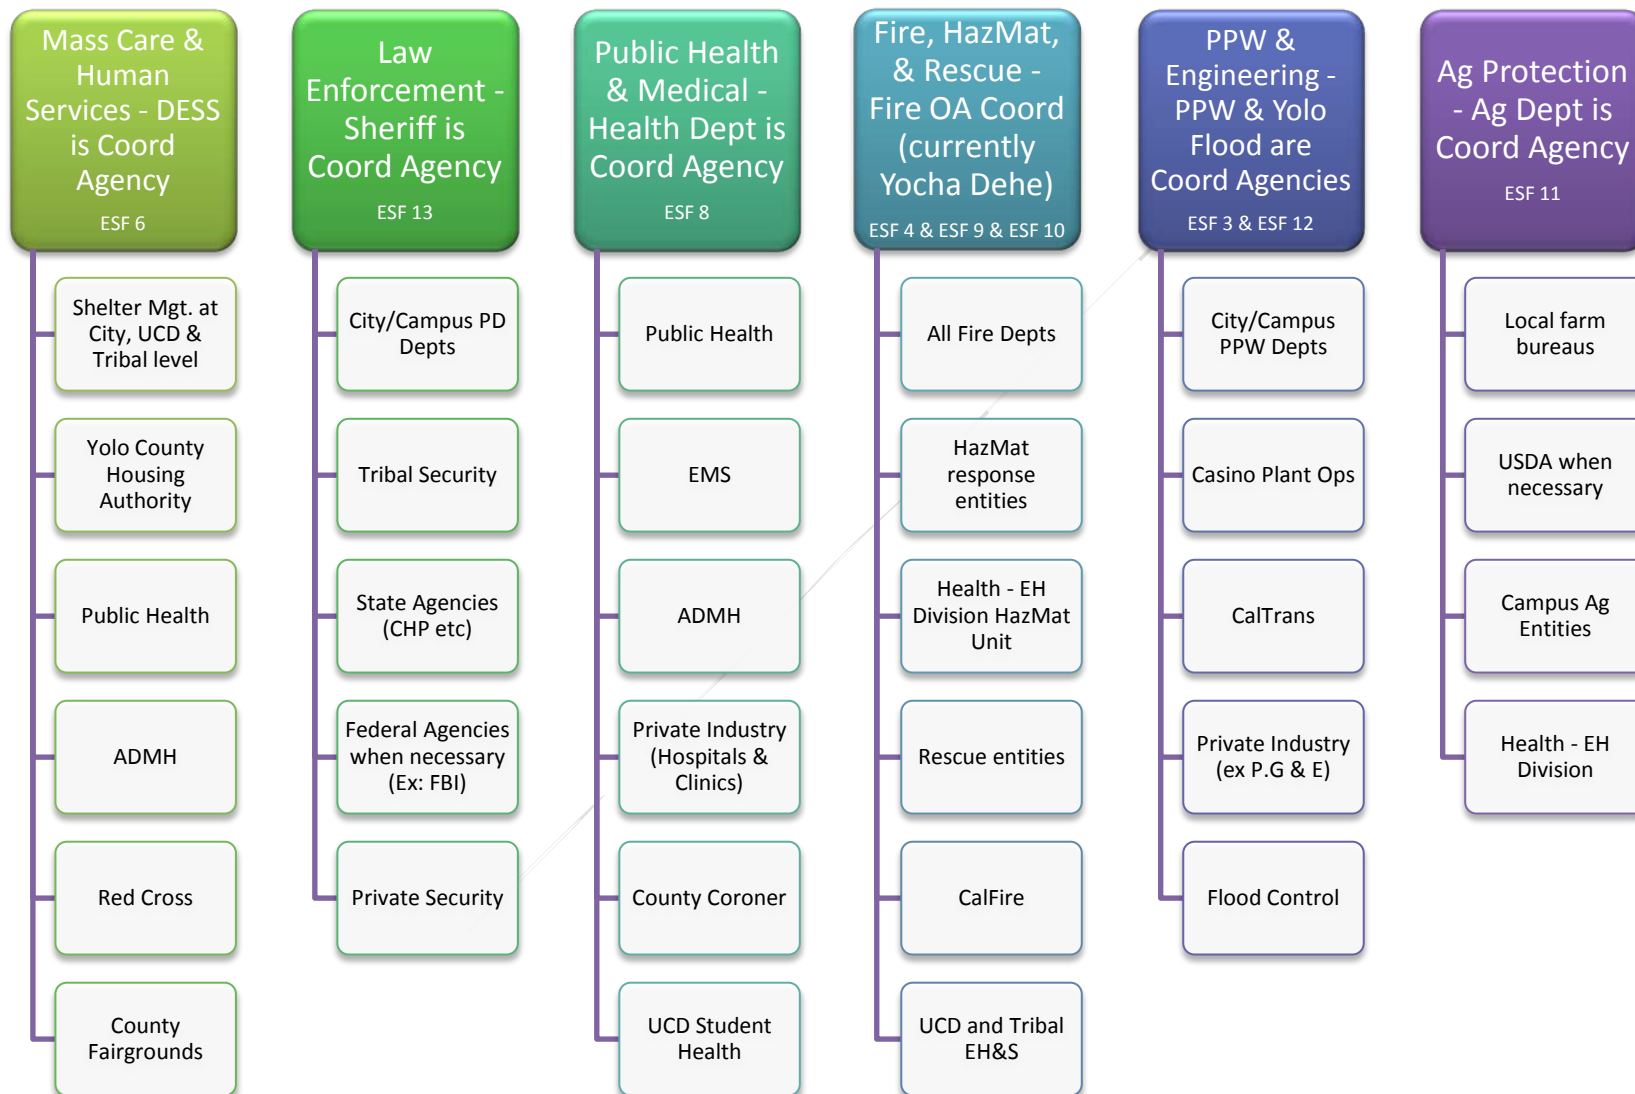 Mass Care &
Human
Services - DESS
is Coord
Agency
ESF 6
Shelter Mgt. at
City, UCD &
Tribal level
Yolo County
Housing
Authority
Public Health
ADMH
Red Cross
County
Fairgrounds
Law
Enforcement -
Sheriff is
Coord Agency
ESF 13
City/Campus PD
Depts
Tribal Security
State Agencies
(CHP etc)
Federal Agencies
when necessary
(Ex: FBI)
Private Security
Public Health
& Medical -
Health Dept is
Coord Agency
ESF 8
Public Health
EMS
ADMH
Private Industry
(Hospitals &
Clinics)
County Coroner
UCD Student
Health
Fire, HazMat,
& Rescue -
Fire OA Coord
(currently
Yocha Dehe)
ESF 4 & ESF 9 & ESF 10
All Fire Depts
HazMat
response
entities
Health - EH
Division HazMat
Unit
Rescue entities
CalFire
UCD and Tribal
EH&S
PPW &
Engineering -
PPW & Yolo
Flood are
Coord Agencies
ESF 3 & ESF 12
City/Campus
PPW Depts
Casino Plant Ops
CalTrans
Private Industry
(ex P.G & E)
Flood Control
Ag Protection
- Ag Dept is
Coord Agency
ESF 11
Local farm
bureaus
USDA when
necessary
Campus Ag
Entities
Health - EH
Division